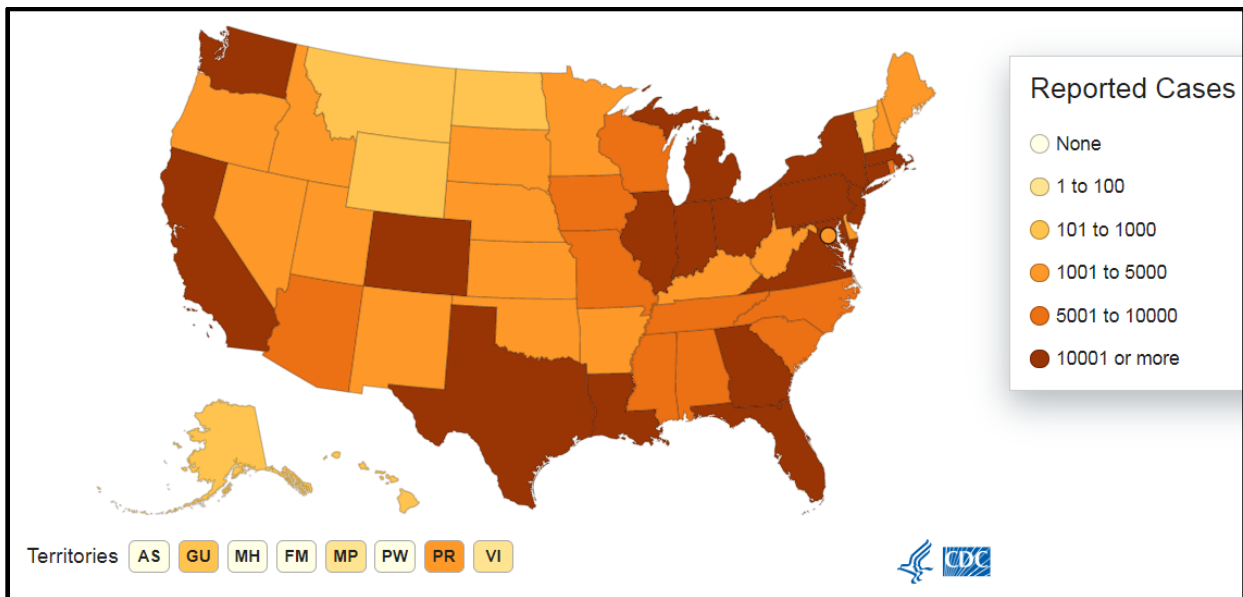 Reported Cases
None
1 to 100
101 to 1000
1001 to 5000
5001 to 10000
10001 or more
Territories AS GU MH FM MP PW PR VI
CDC